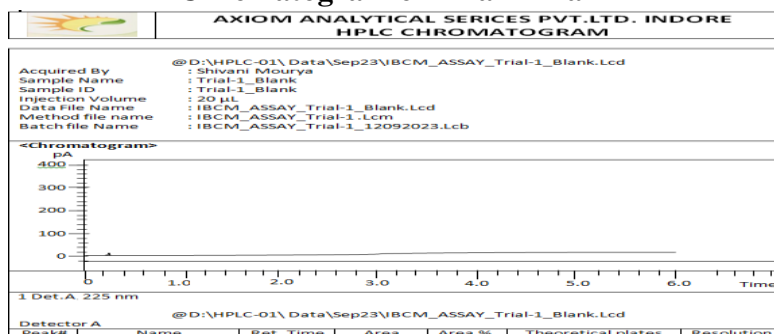 AXIOM ANALYTICAL SERICES PVT.LTD. INDORE
HPLC CHROMATOGRAM
@D:\HPLC-01\ Data\Sep23\IBCM_ASSAY_Trial-1_Blank.Lcd
Acquired By : Shivani Mourya
Sample Name : Trial-1_Blank
Sample ID : Trial-1_Blank
Injection Volume : 20 µL
Data File Name : IBCM_ASSAY_Trial-1_Blank.Lcd
Method file name : IBCM_ASSAY_Trial-1 .Lcm
Batch file Name : IBCM_ASSAY_Trial-1_12092023.Lcb
<Chromatogram>
pA
400
300
200
100
0
0 1.0 2.0 3.0 4.0 5.0 6.0 Time
1 Det.A. 225 nm
@D:\HPLC-01\ Data\Sep23\IBCM_ASSAY_Trial-1_Blank.Lcd
Detector A
Peak# Name Ret. Time Area Area % Theoretical plates Resolution